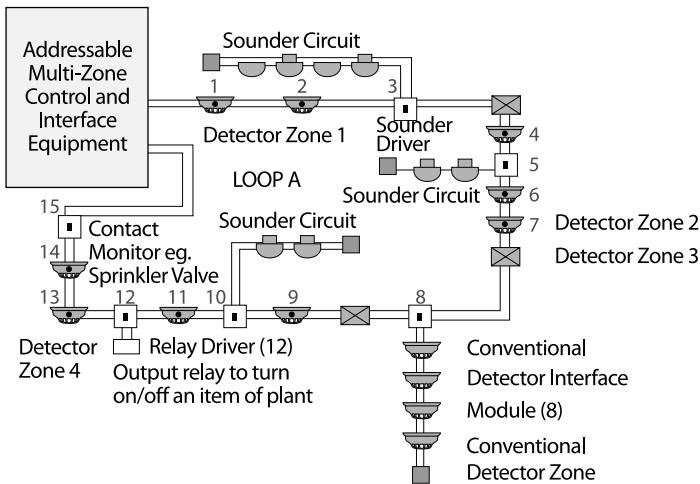 Addressable
Multi-Zone
Control and
Interface
Equipment
Sounder Circuit
1
2
3
Detector Zone 1
Sounder
Driver
4
5
Sounder Circuit
6
7
Detector Zone 2
Detector Zone 3
LOOP A
15
Contact
Monitor eg.
Sprinkler Valve
Sounder Circuit
14
13
12
11
10
9
8
Detector
Zone 4
Relay Driver (12)
Output relay to turn
on/off an item of plant
Conventional
Detector Interface
Module (8)
Conventional
Detector Zone